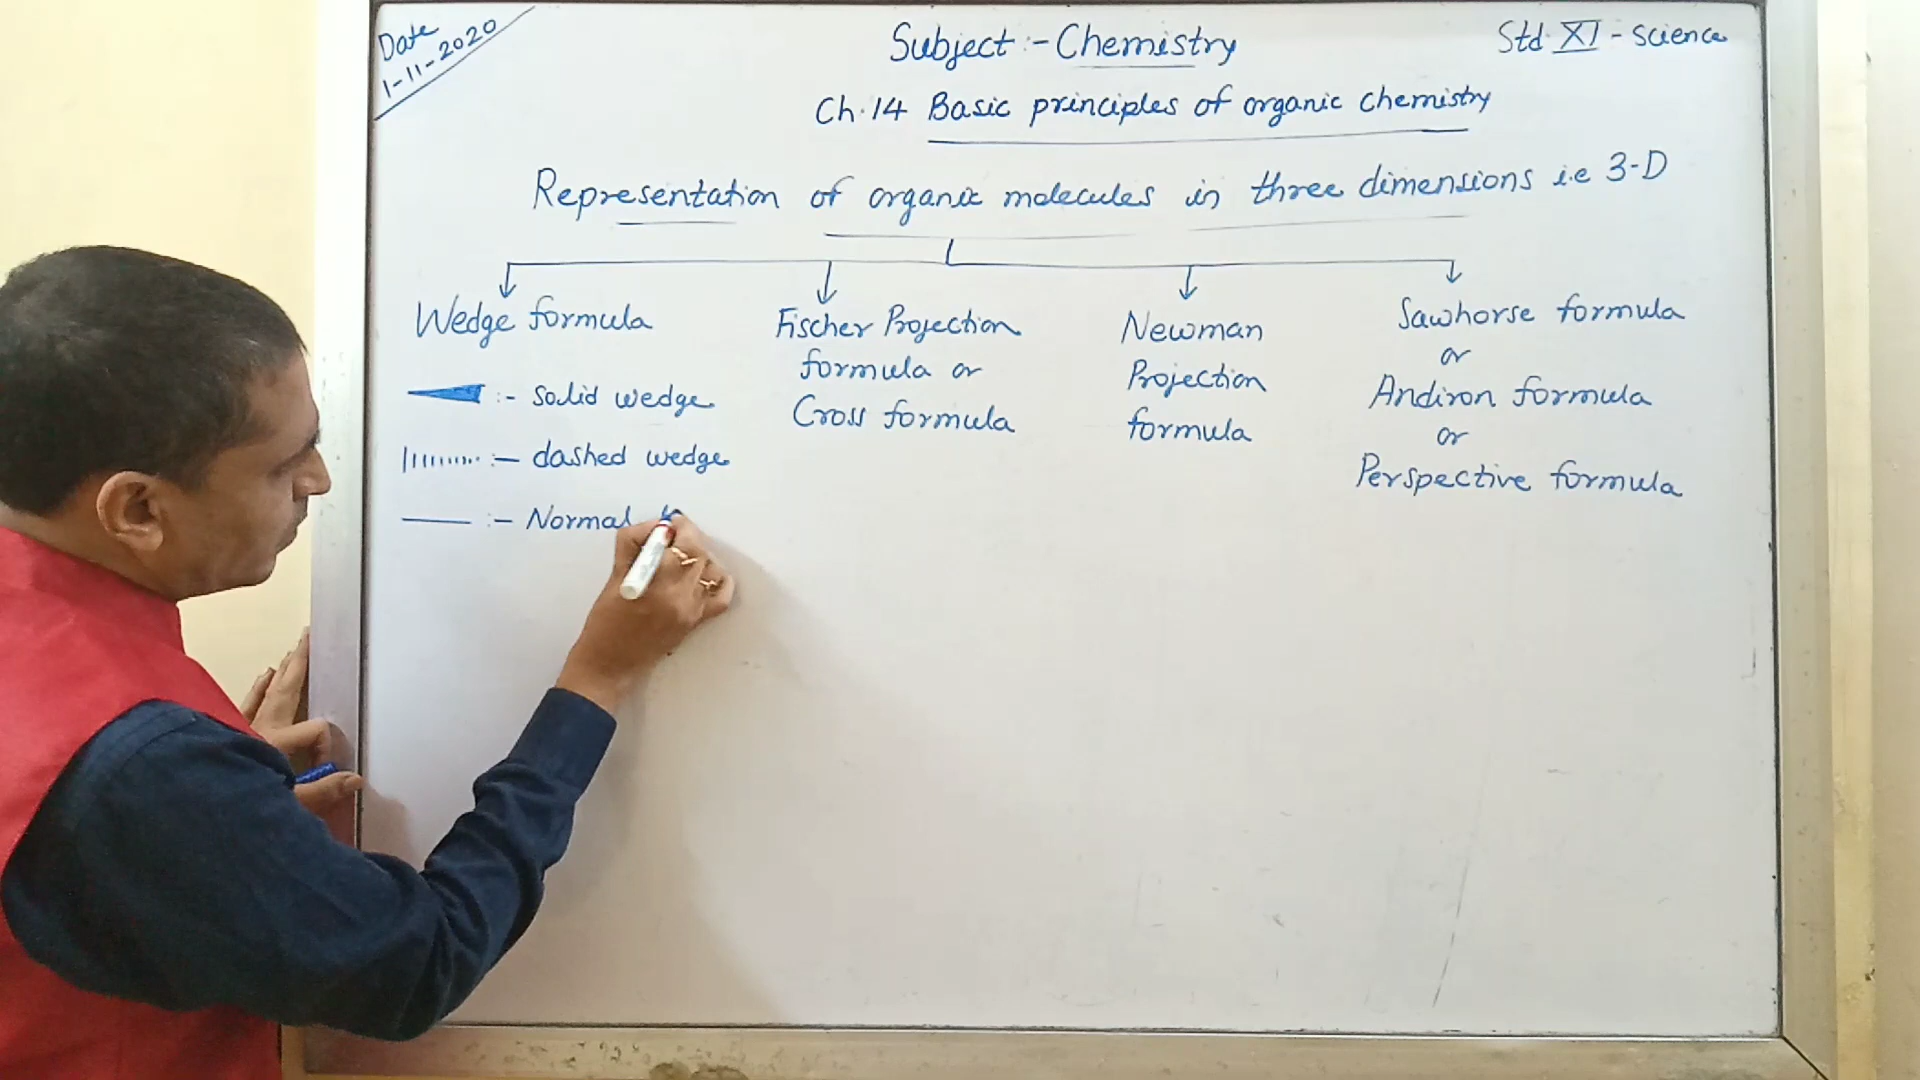 Date
1-11-2020
Subject :- Chemistry
Std XI - Science
Ch. 14 Basic principles of organic chemistry
Representation of organic molecules in three dimensions i.e 3-D
Wedge formula
:- solid wedge
:- dashed wedge
:- Normal
Fischer Projection
formula or
Cross formula
Newman
Projection
formula
Sawhorse formula
or
Andiron formula
or
Perspective formula